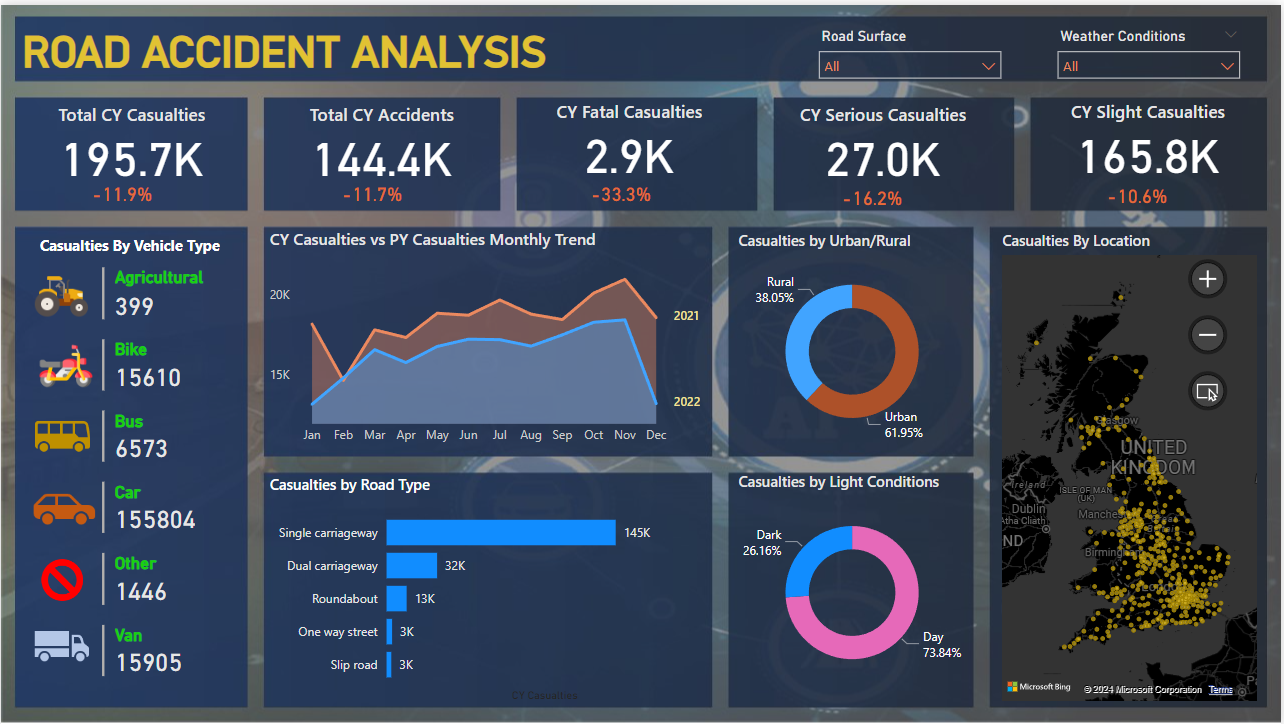 ROAD ACCIDENT ANALYSIS
Road Surface
All
Weather Conditions
All
Total CY Casualties
195.7K
-11.9%
Total CY Accidents
144.4K
-11.7%
CY Fatal Casualties
2.9K
-33.3%
CY Serious Casualties
27.0K
-16.2%
CY Slight Casualties
165.8K
-10.6%
Casualties By Vehicle Type
Agricultural
399
Bike
15610
Bus
6573
Car
155804
Other
1446
Van
15905
CY Casualties vs PY Casualties Monthly Trend
20K
15K
2021
2022
Jan Feb Mar Apr May Jun Jul Aug Sep Oct Nov Dec
Casualties by Road Type
Single carriageway 145K
Dual carriageway 32K
Roundabout 13K
One way street 3K
Slip road 3K
CY Casualties
Casualties by Urban/Rural
Rural
38.05%
Urban
61.95%
Casualties by Light Conditions
Dark
26.16%
Day
73.84%
Casualties By Location
Glasgow
UNITED
KINGDOM
Ireland
ISLE OF MAN
(UK)
Dublin
Atha Cliath
Manches
ND
Birmingh
Microsoft Bing
© 2024 Microsoft Corporation Terms